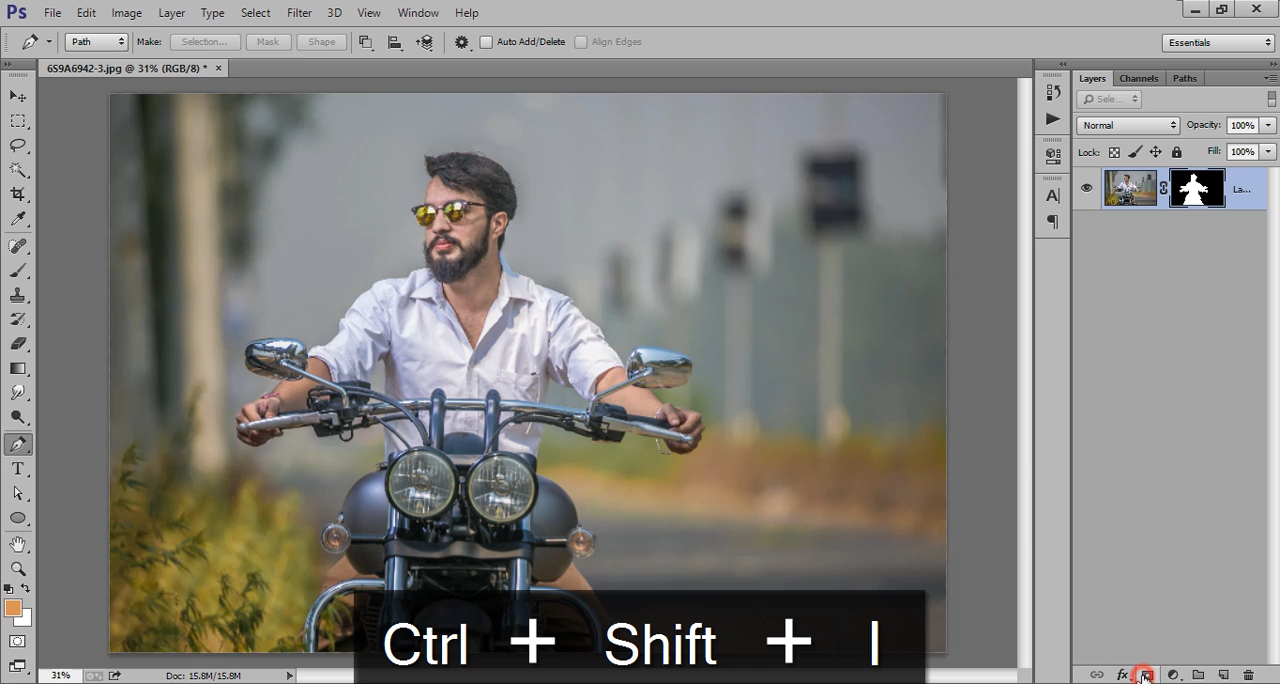 Ps File Edit Image Layer Type Select Filter 3D View Window Help
Path Make: Selection... Mask Shape Auto Add/Delete Align Edges Essentials
6S9A6942-3.jpg @ 31% (RGB/8) * ×
Layers Channels Paths
Sele...
Normal Opacity: 100%
Lock: Fill: 100%
La...
Ctrl + Shift + I
31% Doc: 15.8M/15.8M
fx